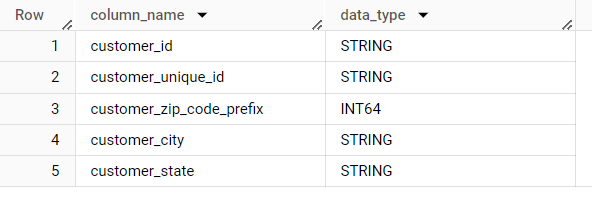 Row column_name data_type
1 customer_id STRING
2 customer_unique_id STRING
3 customer_zip_code_prefix INT64
4 customer_city STRING
5 customer_state STRING